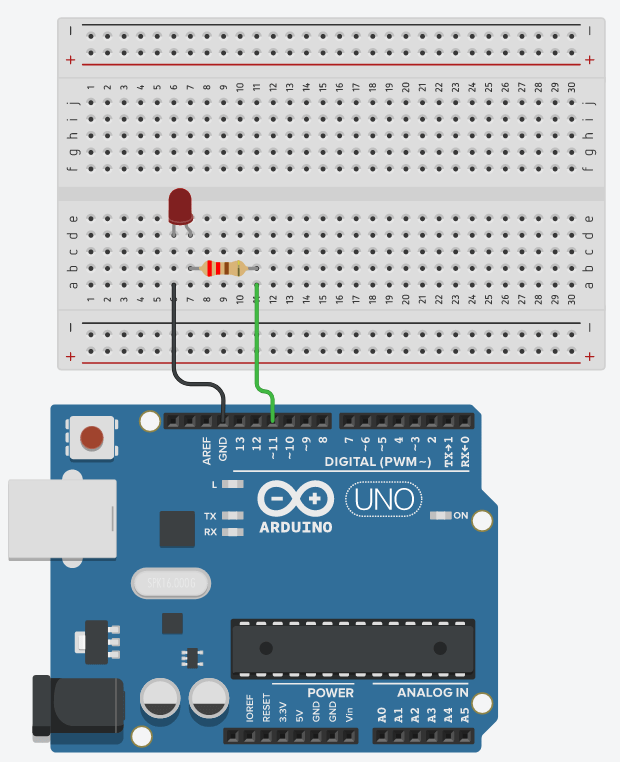 − −
+ +
1 2 3 4 5 6 7 8 9 10 11 12 13 14 15 16 17 18 19 20 21 22 23 24 25 26 27 28 29 30
j j
i i
h h
g g
f f
e e
d d
c c
b b
a a
1 2 3 4 5 6 7 8 9 10 11 12 13 14 15 16 17 18 19 20 21 22 23 24 25 26 27 28 29 30
− −
+ +
AREF GND 13 12 ~11 ~10 ~9 8 7 ~6 ~5 4 ~3 2 TX→1 RX←0
DIGITAL (PWM~)
L
TX
RX
ARDUINO
UNO
ON
POWER
ANALOG IN
IOREF RESET 3.3V 5V GND GND Vin A0 A1 A2 A3 A4 A5